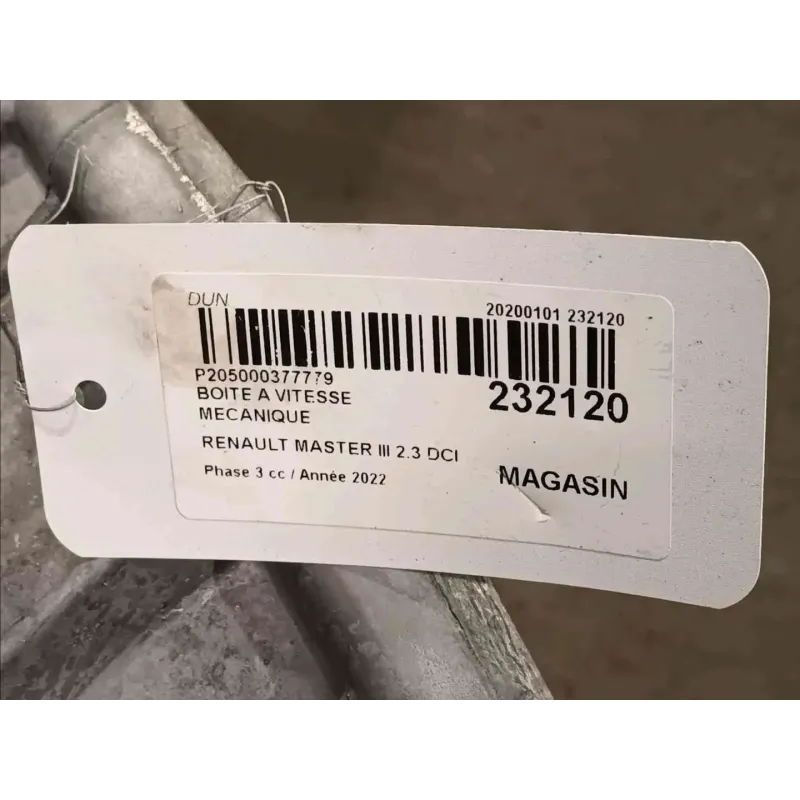 DUN
20200101 232120
P205000377779
232120
BOITE A VITESSE
MECANIQUE
RENAULT MASTER III 2.3 DCI
Phase 3 cc / Année 2022
MAGASIN